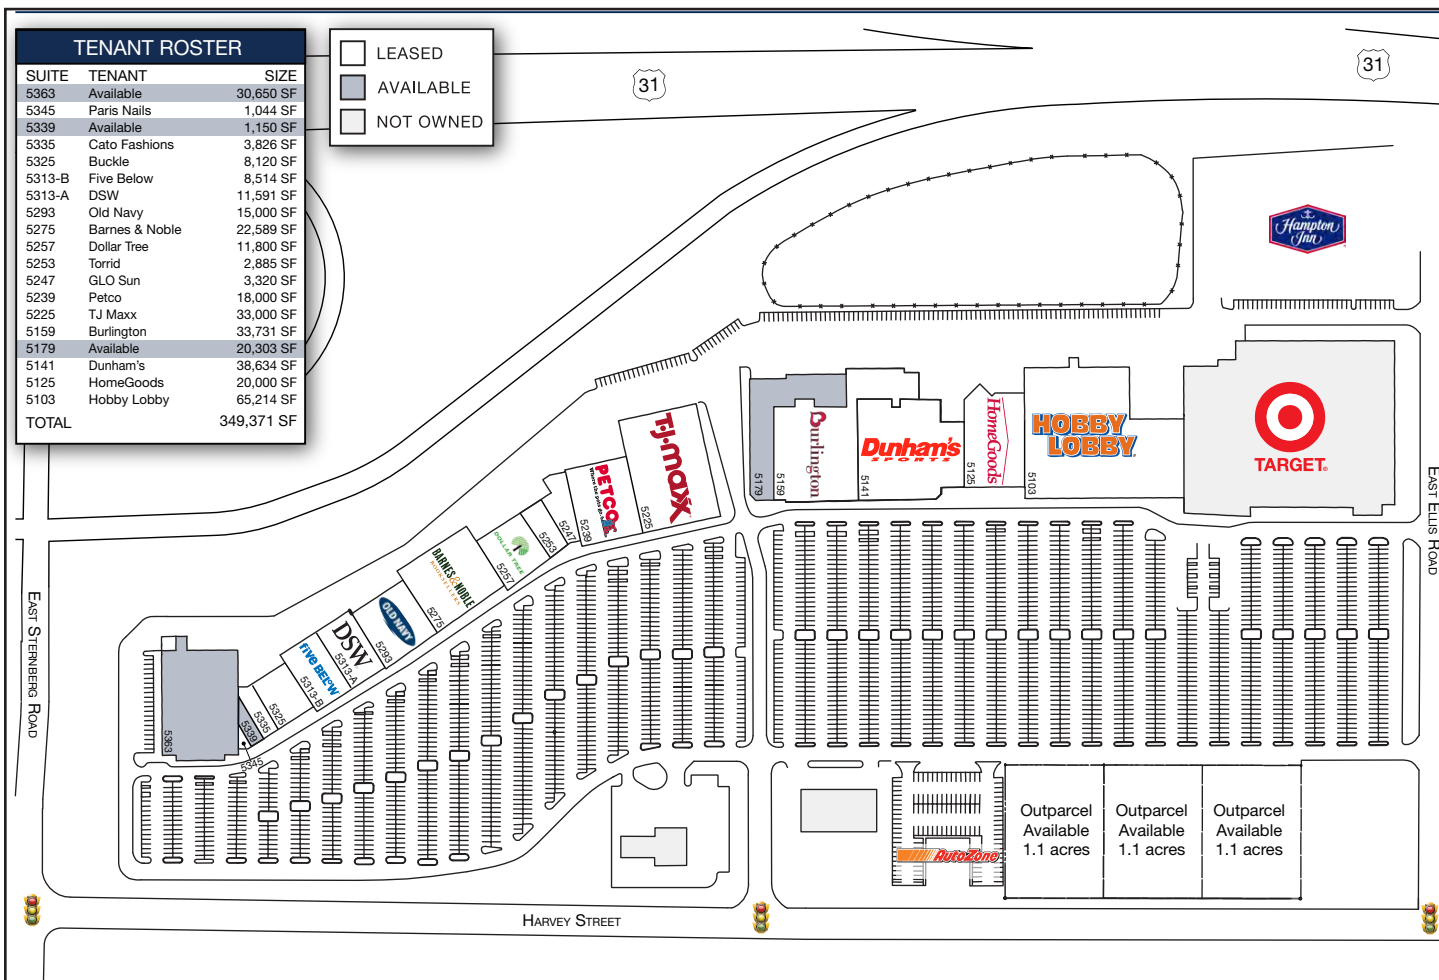 TENANT ROSTER
SUITE TENANT SIZE
5363 Available 30,650 SF
5345 Paris Nails 1,044 SF
5339 Available 1,150 SF
5335 Cato Fashions 3,826 SF
5325 Buckle 8,120 SF
5313-B Five Below 8,514 SF
5313-A DSW 11,591 SF
5293 Old Navy 15,000 SF
5275 Barnes & Noble 22,589 SF
5257 Dollar Tree 11,800 SF
5253 Torrid 2,885 SF
5247 GLO Sun 3,320 SF
5239 Petco 18,000 SF
5225 TJ Maxx 33,000 SF
5159 Burlington 33,731 SF
5179 Available 20,303 SF
5141 Dunham's 38,634 SF
5125 HomeGoods 20,000 SF
5103 Hobby Lobby 65,214 SF
TOTAL 349,371 SF
LEASED
AVAILABLE
NOT OWNED
31
31
Hampton
Inn
TARGET
HOBBY
LOBBY
5103
HomeGoods
5125
Dunham's
SPORTS
5141
Burlington
5159
5179
T·J·maxx
5225
PETCO
Where the pets go
5239
5247
5253
DOLLAR TREE
5257
BARNES & NOBLE
BOOKSELLERS
5275
OLD NAVY
5293
DSW
5313-A
five BELOW
5313-B
5325
5335
5339
5345
5363
EAST STERNBERG ROAD
EAST ELLIS ROAD
AutoZone
Outparcel
Available
1.1 acres
Outparcel
Available
1.1 acres
Outparcel
Available
1.1 acres
HARVEY STREET